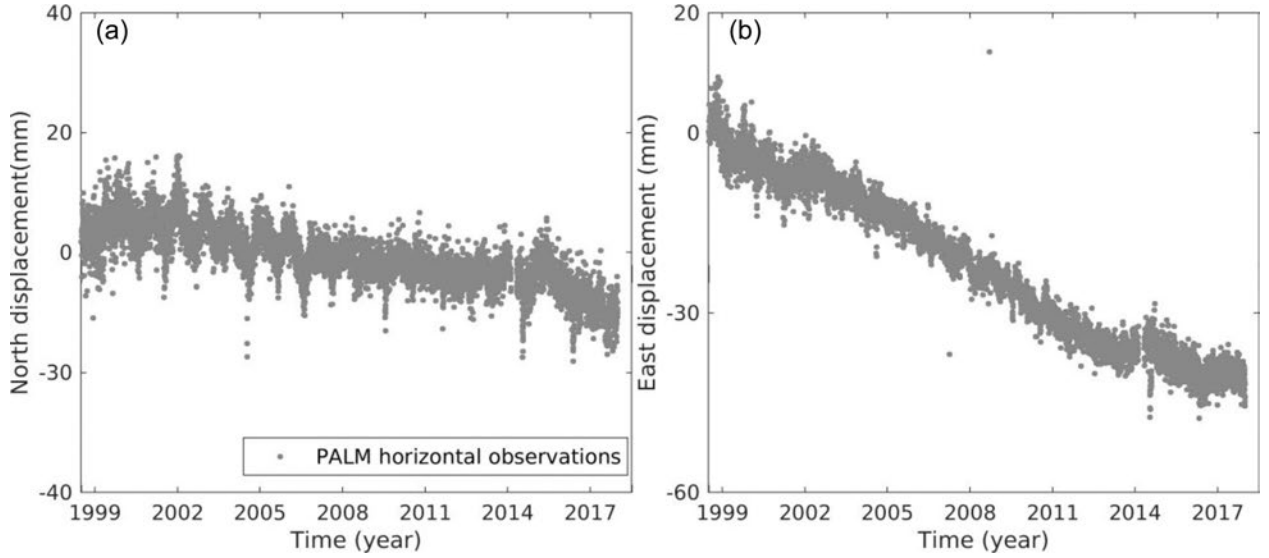 (a)
40
20
0
-30
-40
North displacement(mm)
PALM horizontal observations
1999 2002 2005 2008 2011 2014 2017
Time (year)
(b)
20
0
-30
-60
East displacement (mm)
1999 2002 2005 2008 2011 2014 2017
Time (year)